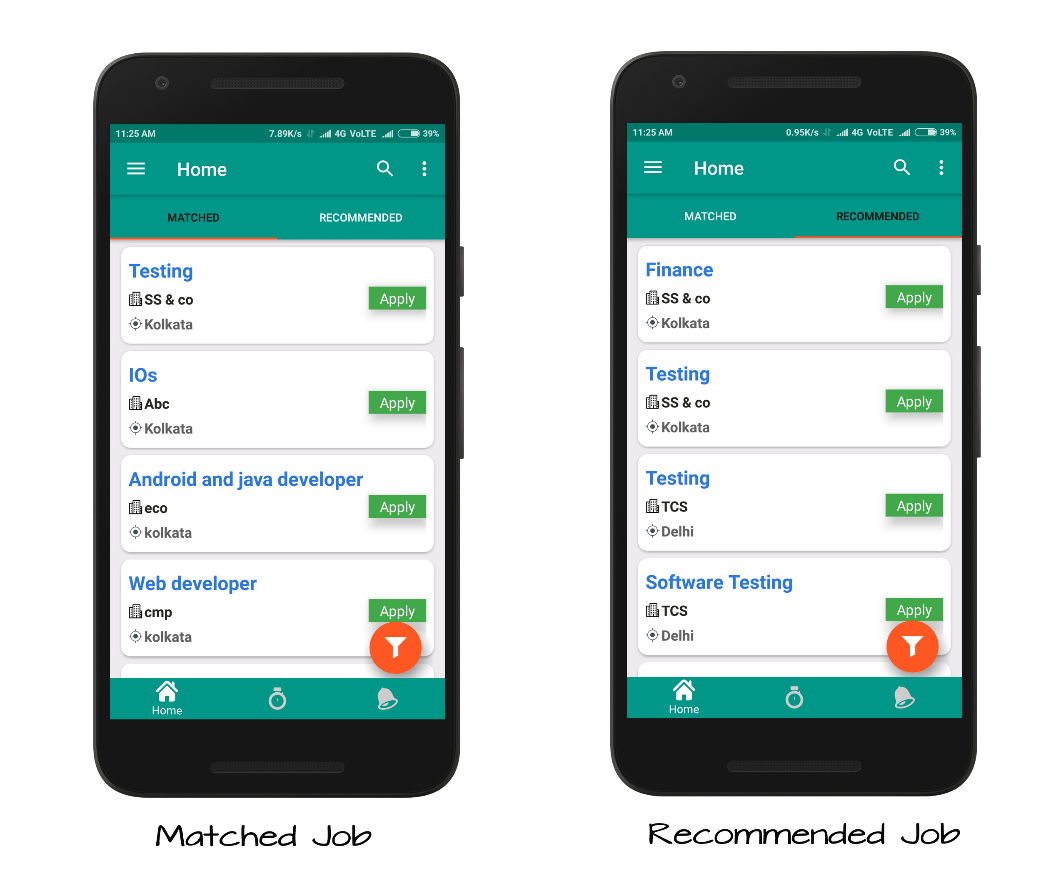 11:25 AM 7.89K/s 4G VoLTE 39%
Home
MATCHED RECOMMENDED
Testing
SS & co
Apply
Kolkata
IOs
Abc
Apply
Kolkata
Android and java developer
eco
Apply
kolkata
Web developer
cmp
Apply
kolkata
Home
Matched Job
11:25 AM 0.95K/s 4G VoLTE 39%
Home
MATCHED RECOMMENDED
Finance
SS & co
Apply
Kolkata
Testing
SS & co
Apply
Kolkata
Testing
TCS
Apply
Delhi
Software Testing
TCS
Apply
Delhi
Home
Recommended Job